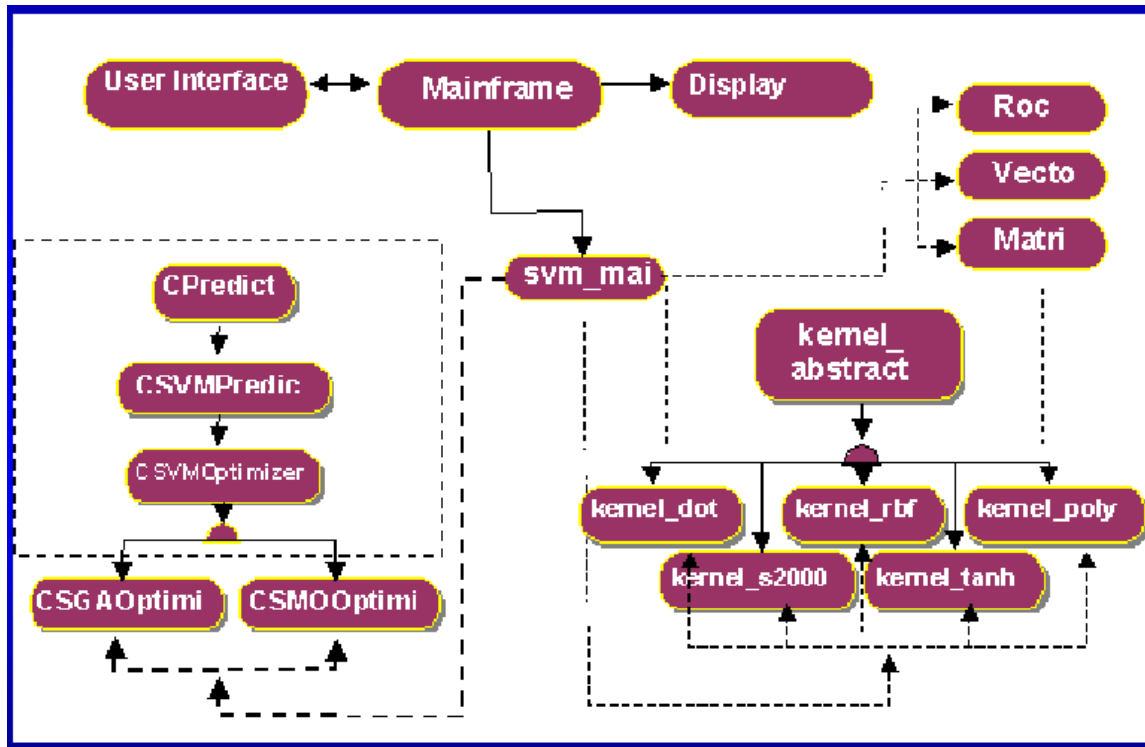 User Interface
Mainframe
Display
Roc
Vecto
Matri
svm_mai
CPredict
kernel_
abstract
CSVMPredic
CSVMOptimizer
kernel_dot
kernel_rbf
kernel_poly
kernel_s2000
kernel_tanh
CSGAOptimi
CSMOOptimi